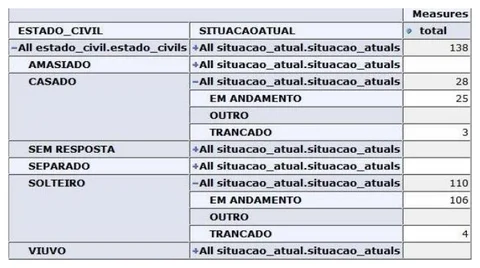 Measures
ESTADO_CIVIL SITUACAOATUAL total
−All estado_civil.estado_civils +All situacao_atual.situacao_atuals 138
AMASIADO +All situacao_atual.situacao_atuals
CASADO −All situacao_atual.situacao_atuals 28
EM ANDAMENTO 25
OUTRO
TRANCADO 3
SEM RESPOSTA +All situacao_atual.situacao_atuals
SEPARADO +All situacao_atual.situacao_atuals
SOLTEIRO −All situacao_atual.situacao_atuals 110
EM ANDAMENTO 106
OUTRO
TRANCADO 4
VIUVO +All situacao_atual.situacao_atuals